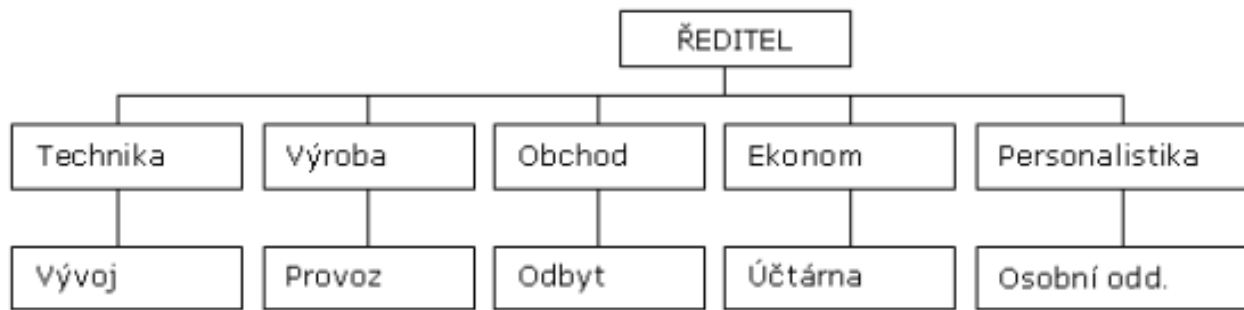 ŘEDITEL
Technika
Výroba
Obchod
Ekonom
Personalistika
Vývoj
Provoz
Odbyt
Účtárna
Osobní odd.